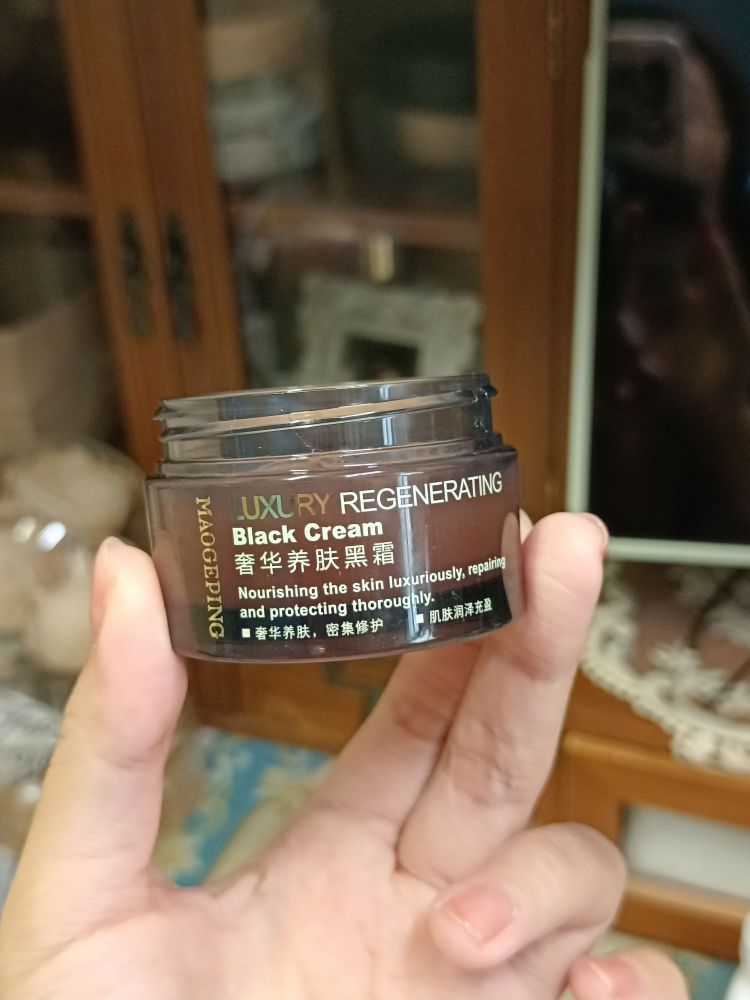 MAOGEPING
LUXURY REGENERATING
Black Cream
奢华养肤黑霜
Nourishing the skin luxuriously, repairing
and protecting thoroughly.
■ 奢华养肤，密集修护 ■ 肌肤润泽充盈